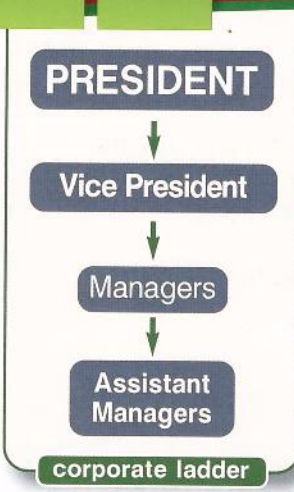 PRESIDENT
Vice President
Managers
Assistant
Managers
corporate ladder